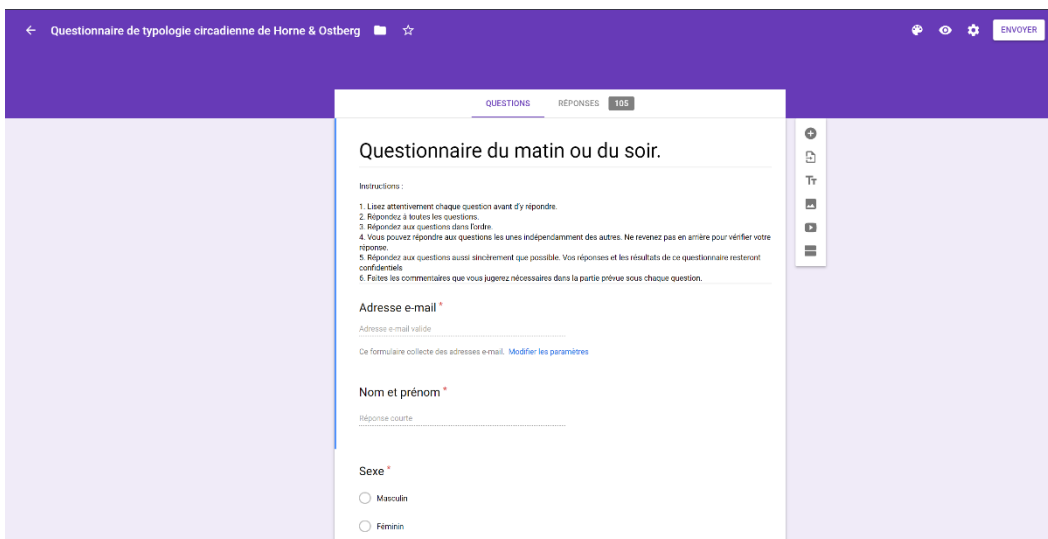 Questionnaire de typologie circadienne de Horne & Ostberg
ENVOYER
QUESTIONS RÉPONSES 105
Questionnaire du matin ou du soir.
Instructions :
1. Lisez attentivement chaque question avant d'y répondre.
2. Répondez à toutes les questions.
3. Répondez aux questions dans l'ordre.
4. Vous pouvez répondre aux questions les unes indépendamment des autres. Ne revenez pas en arrière pour vérifier votre
réponse.
5. Répondez aux questions aussi sincèrement que possible. Vos réponses et les résultats de ce questionnaire resteront
confidentiels
6. Faites les commentaires que vous jugerez nécessaires dans la partie prévue sous chaque question.
Adresse e-mail *
Adresse e-mail valide
Ce formulaire collecte des adresses e-mail. Modifier les paramètres
Nom et prénom *
Réponse courte
Sexe *
Masculin
Féminin